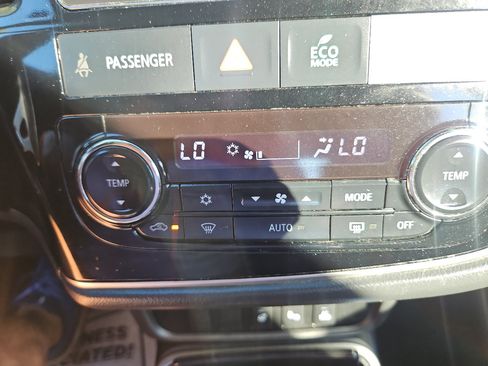 PASSENGER
ECO
MODE
LO LO
TEMP MODE TEMP
AUTO OFF